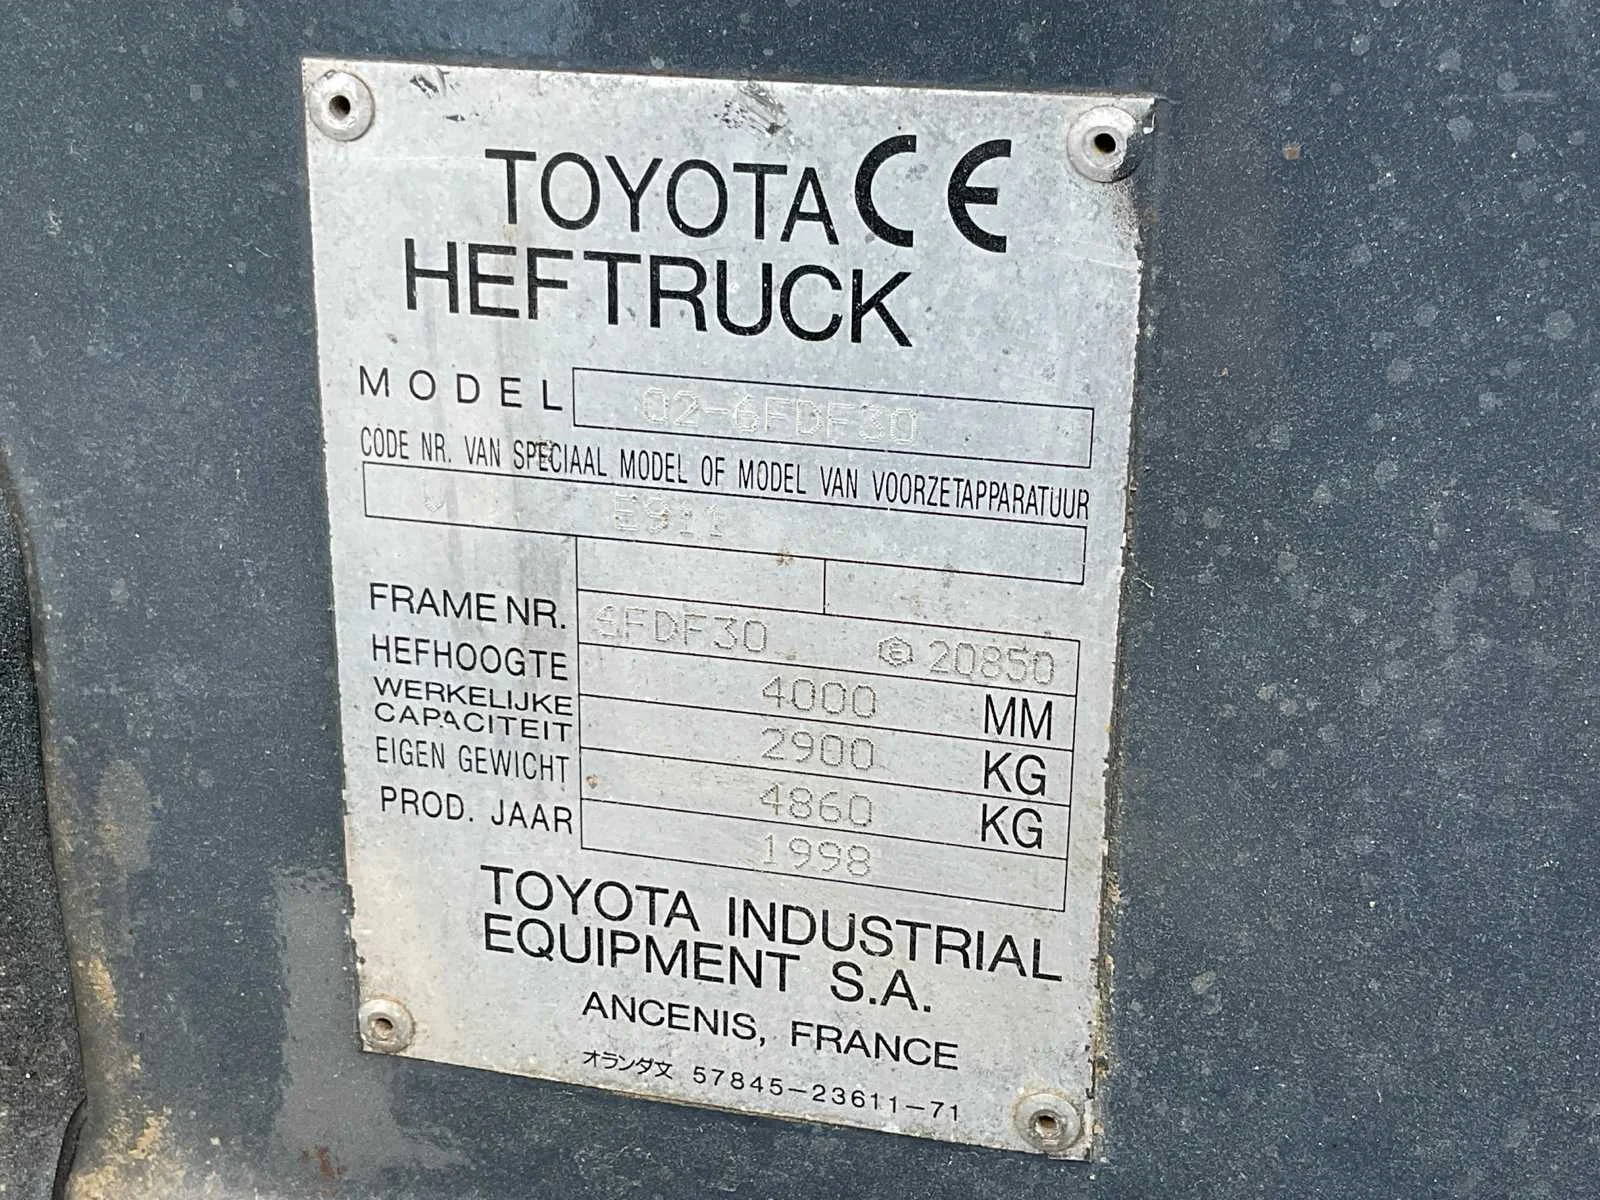 TOYOTA CE
HEFTRUCK
MODEL 02-6FDF30
CODE NR. VAN SPECIAAL MODEL OF MODEL VAN VOORZETAPPARATUUR
V E911
FRAME NR. 6FDF30 E 20850
HEFHOOGTE 4000 MM
WERKELIJKE CAPACITEIT 2900 KG
EIGEN GEWICHT 4860 KG
PROD. JAAR 1998
TOYOTA INDUSTRIAL
EQUIPMENT S.A.
ANCENIS, FRANCE
オランダ文 57845-23611-71